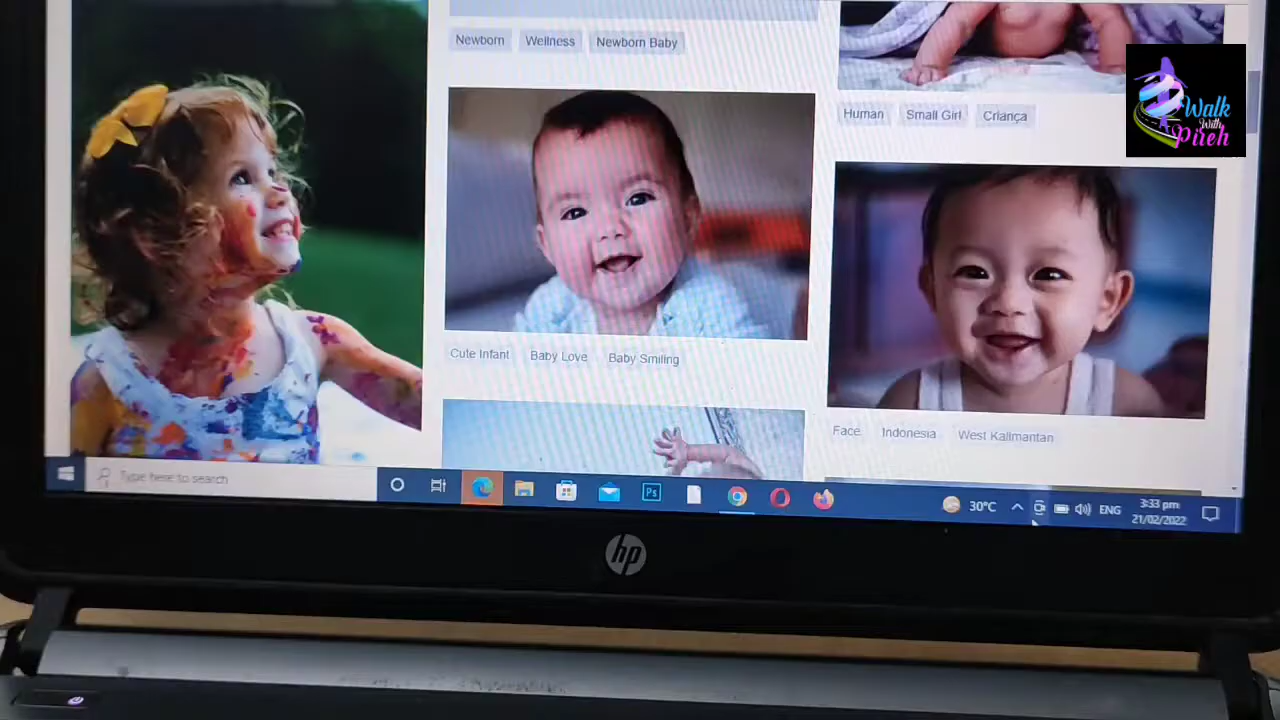 Newborn Wellness Newborn Baby
Human Small Girl Criança
Walk
With
Pireh
Cute Infant Baby Love Baby Smiling
Face Indonesia West Kalimantan
Type here to search
Ps
30°C ENG 3:33 pm
21/02/2022
hp